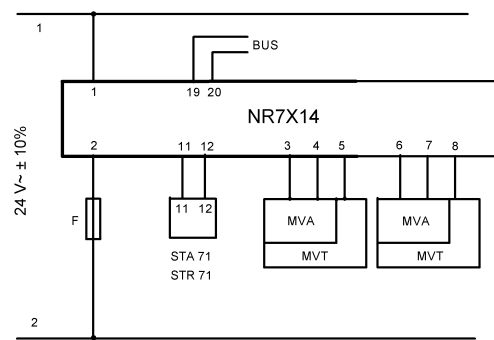 1
BUS
1 19 20
NR7X14
2 11 12 3 4 5 6 7 8
24 V~ ± 10%
F
11 12
MVA MVA
STA 71
MVT MVT
STR 71
2